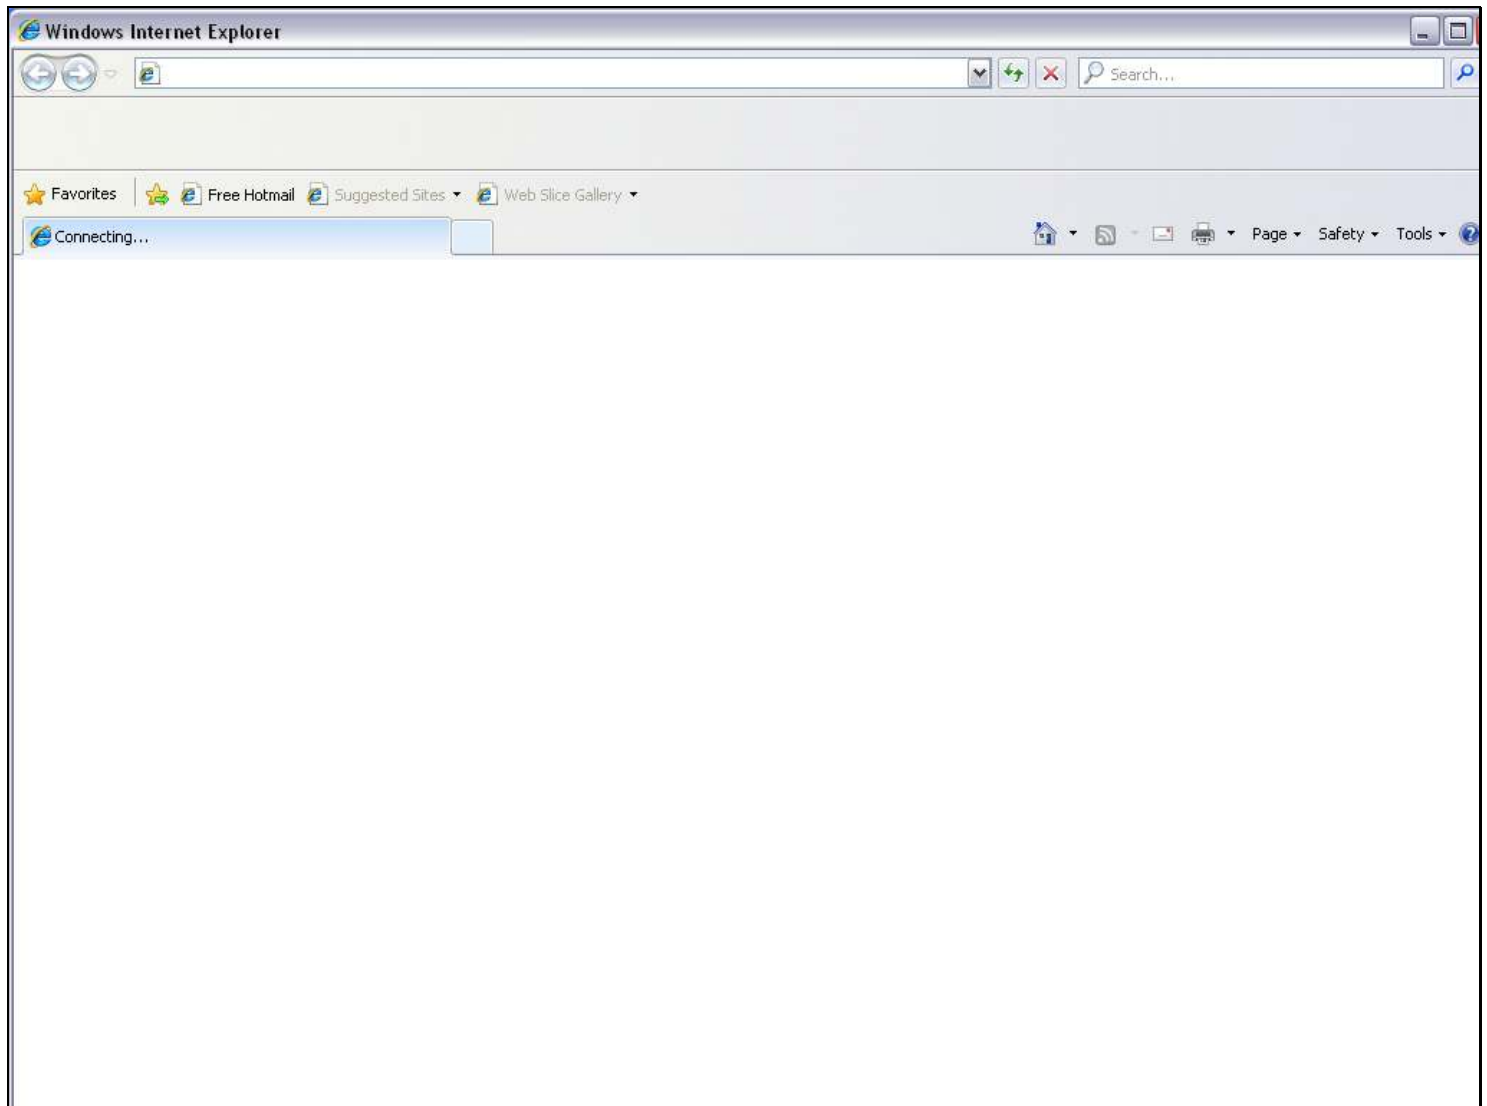 Windows Internet Explorer
Search...
Favorites Free Hotmail Suggested Sites Web Slice Gallery
Connecting... Page Safety Tools